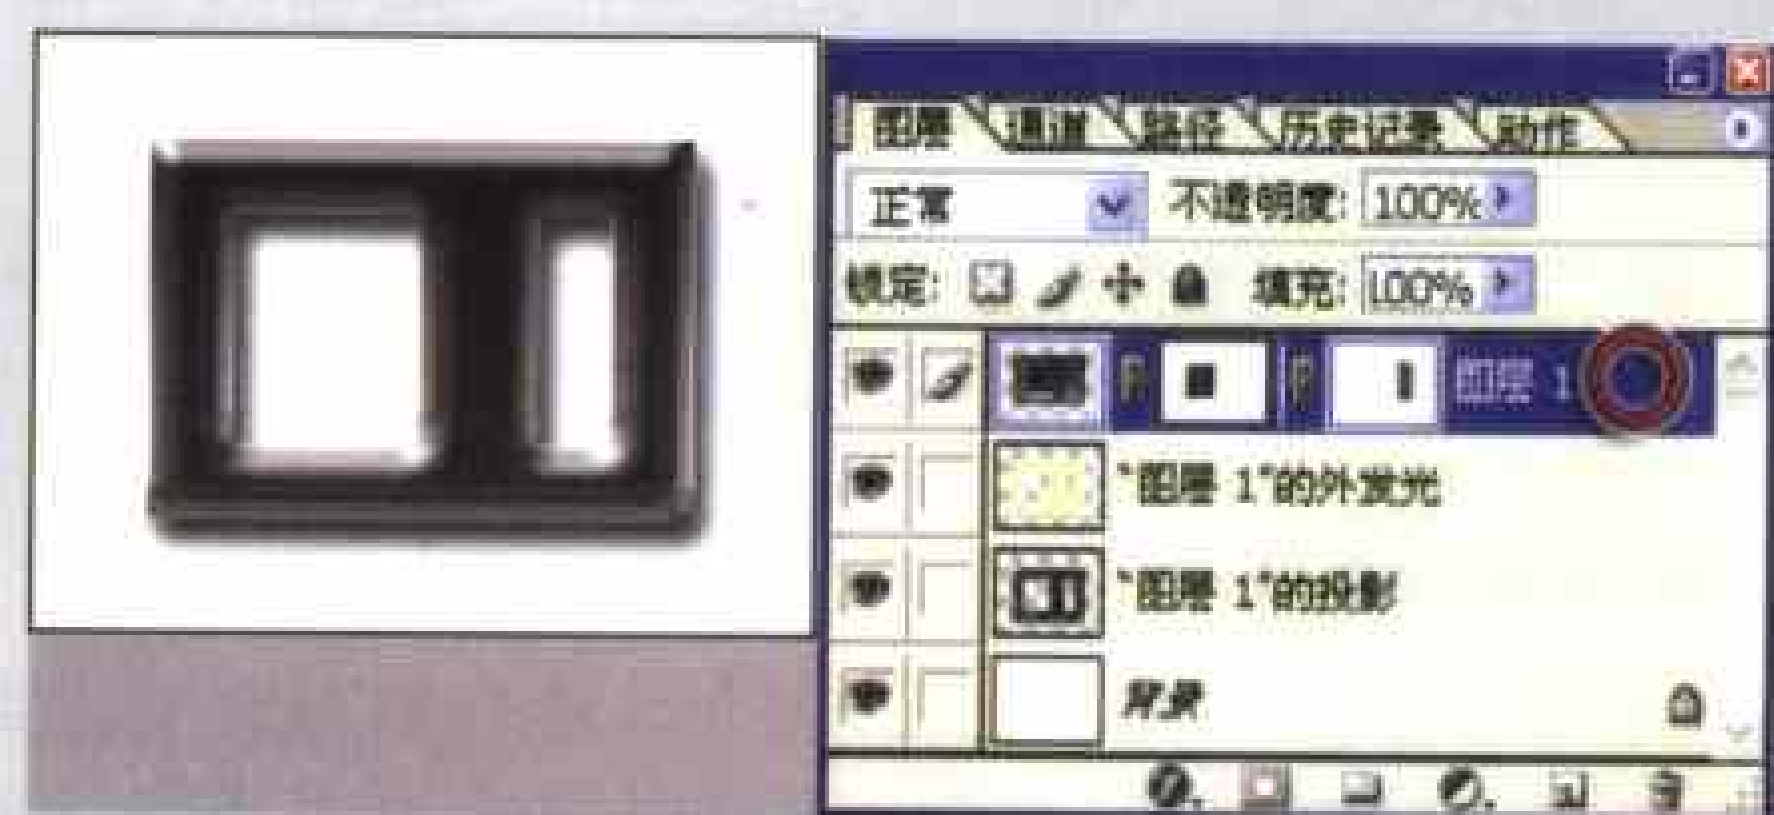 图层 通道 路径 历史记录 动作
正常 不透明度: 100%
锁定: 填充: 100%
图层 1
"图层 1"的外发光
"图层 1"的投影
背景